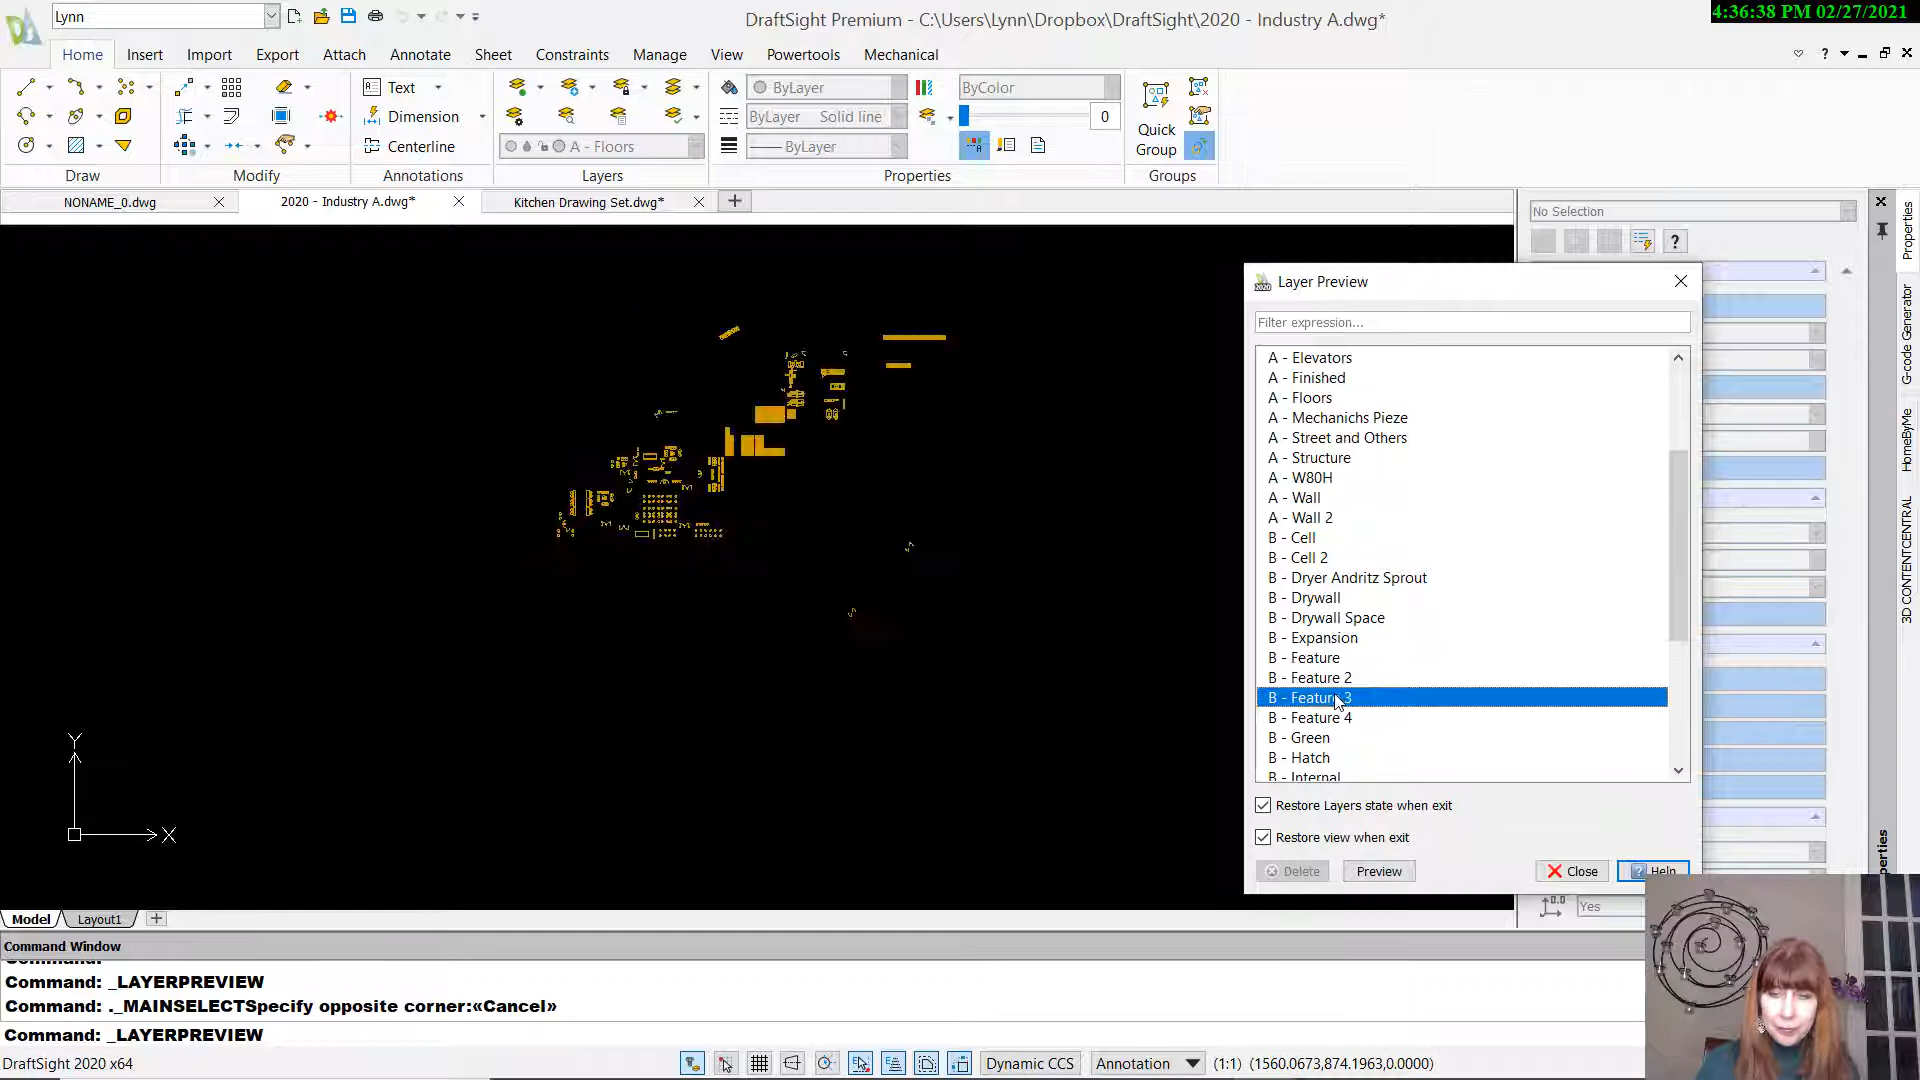 Lynn
DraftSight Premium - C:\Users\Lynn\Dropbox\DraftSight\2020 - Industry A.dwg*
4:36:38 PM 02/27/2021
Home Insert Import Export Attach Annotate Sheet Constraints Manage View Powertools Mechanical
?
Text
ByLayer
ByColor
Dimension
ByLayer Solid line
0
Centerline
A - Floors
ByLayer
Quick
Group
Draw Modify Annotations Layers Properties Groups
NONAME_0.dwg
2020 - Industry A.dwg*
Kitchen Drawing Set.dwg*
No Selection
?
Properties
G-code Generator
HomeByMe
3D CONTENTCENTRAL
Layer Preview
Filter expression...
A - Elevators
A - Finished
A - Floors
A - Mechanichs Pieze
A - Street and Others
A - Structure
A - W80H
A - Wall
A - Wall 2
B - Cell
B - Cell 2
B - Dryer Andritz Sprout
B - Drywall
B - Drywall Space
B - Expansion
B - Feature
B - Feature 2
B - Feature 3
B - Feature 4
B - Green
B - Hatch
B - Internal
Restore Layers state when exit
Restore view when exit
Delete Preview Close Help
Yes
Y
X
Model Layout1
Command Window
Command: _LAYERPREVIEW
Command: ._MAINSELECTSpecify opposite corner:«Cancel»
Command: _LAYERPREVIEW
DraftSight 2020 x64
Dynamic CCS
Annotation
(1:1) (1560.0673,874.1963,0.0000)